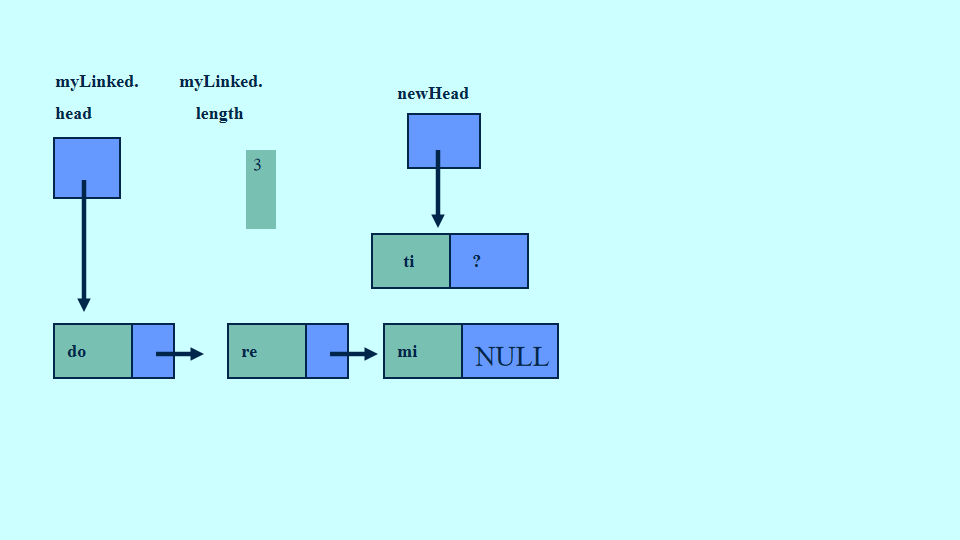 myLinked.
head
myLinked.
length
newHead
3
ti ?
do re mi NULL